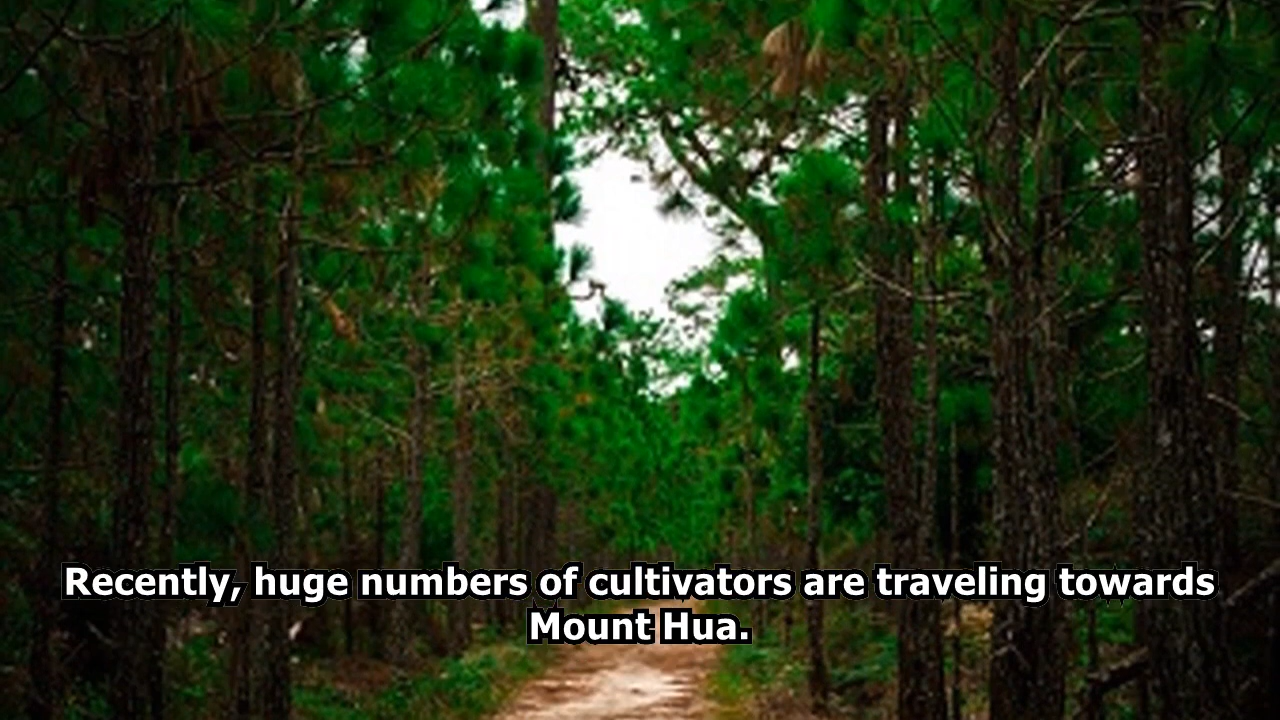 Recently, huge numbers of cultivators are traveling towards
Mount Hua.